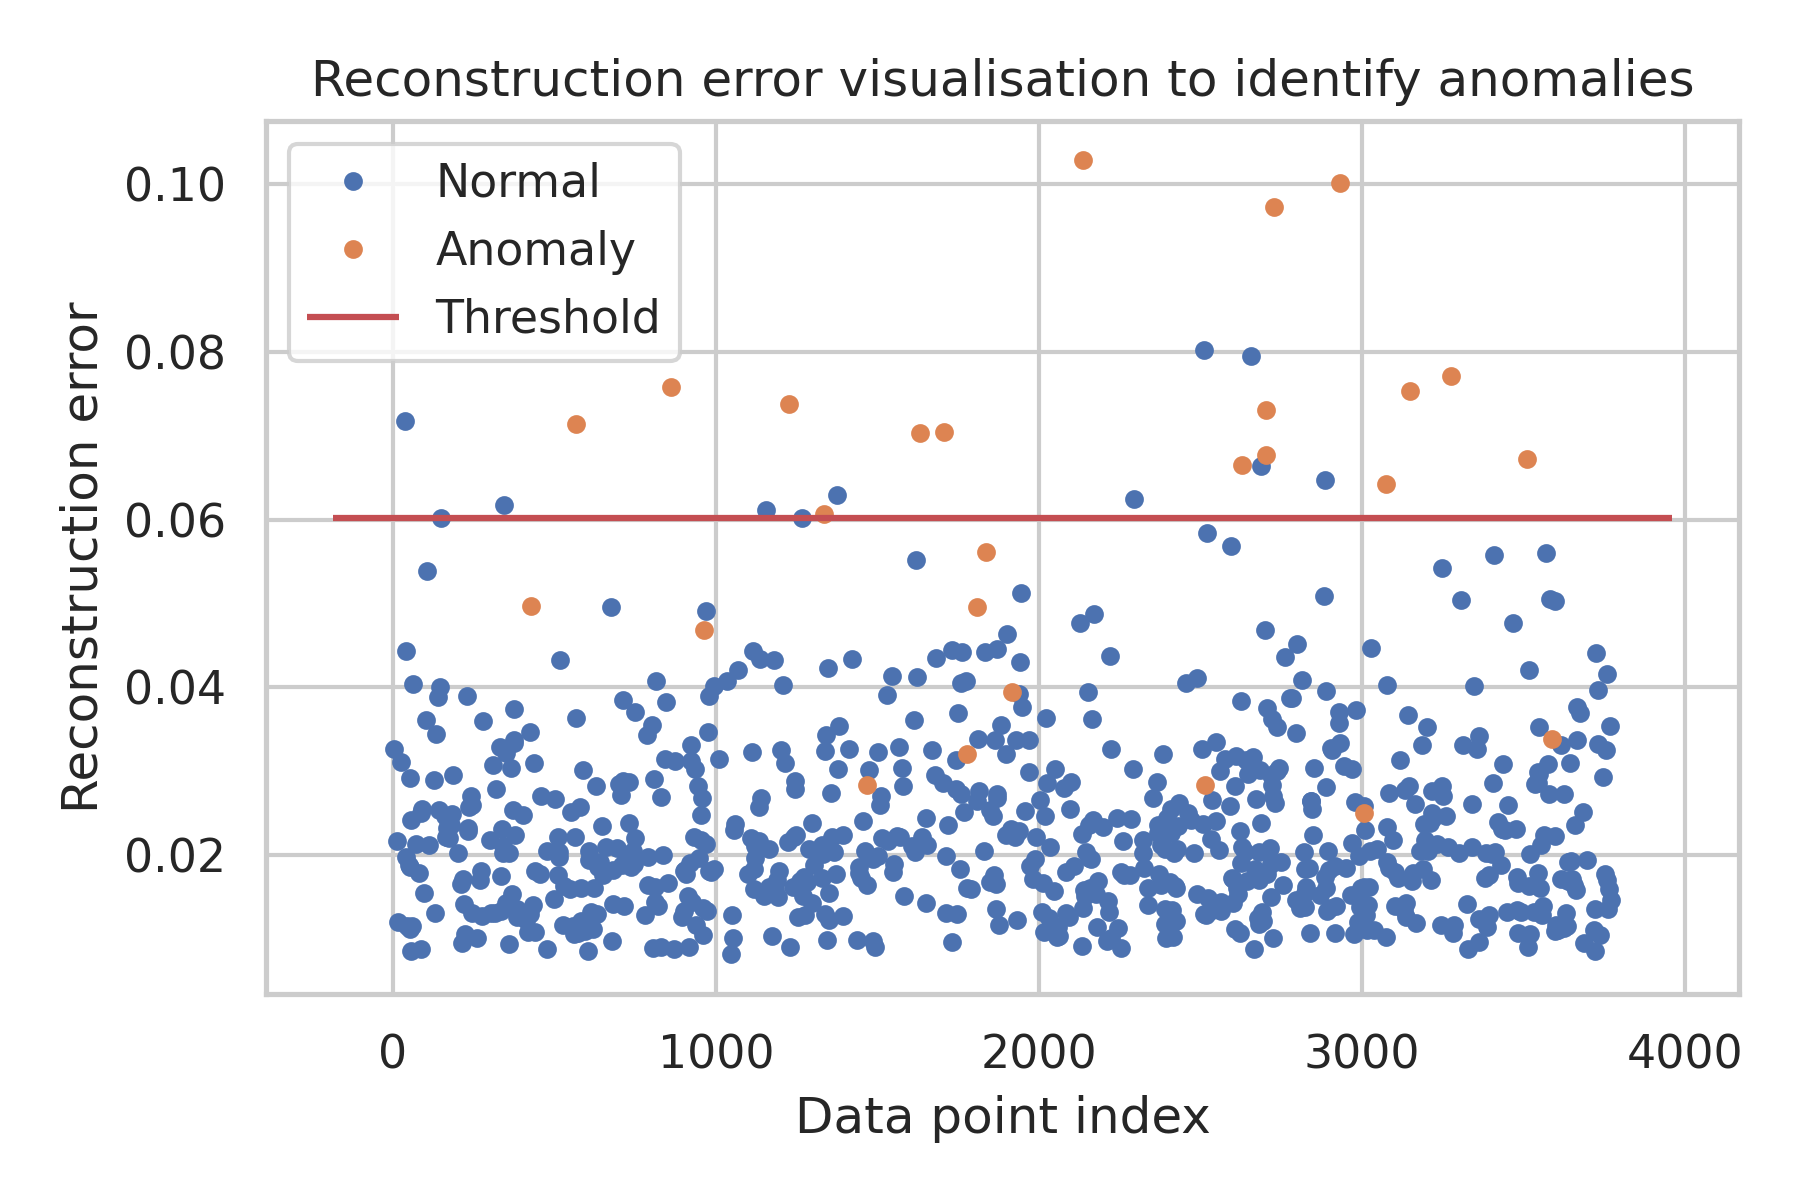 Reconstruction error visualisation to identify anomalies
Normal
Anomaly
Threshold
Reconstruction error
0.10
0.08
0.06
0.04
0.02
0
1000
2000
3000
4000
Data point index